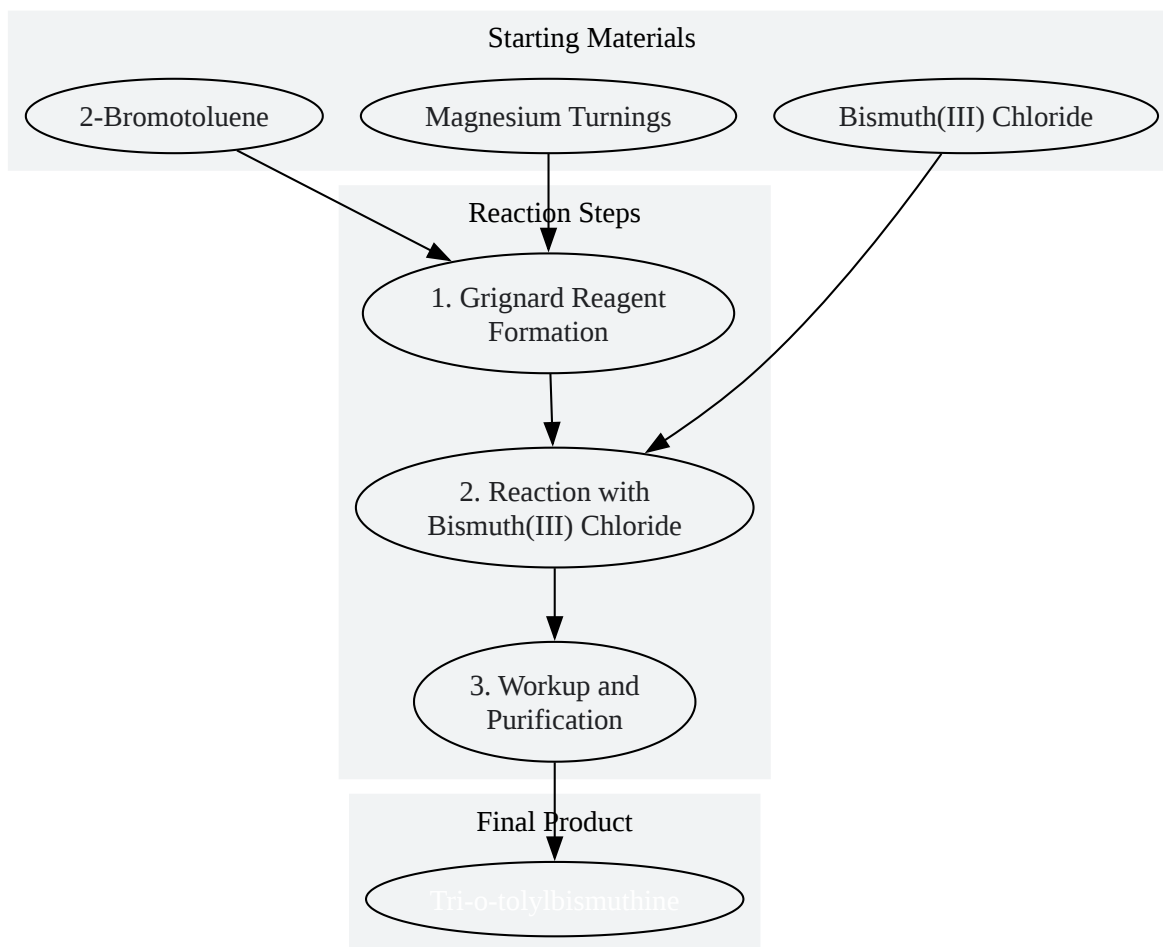 Starting Materials
2-Bromotoluene
Magnesium Turnings
Bismuth(III) Chloride
Reaction Steps
1. Grignard Reagent
Formation
2. Reaction with
Bismuth(III) Chloride
3. Workup and
Purification
Final Product
Tri-o-tolylbismuthine